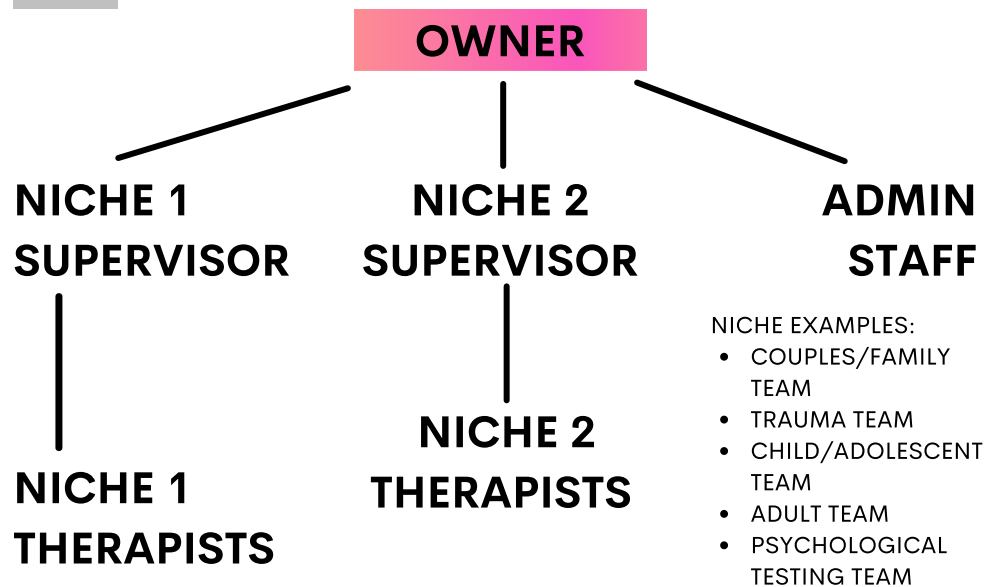 OWNER
NICHE 1
SUPERVISOR
NICHE 2
SUPERVISOR
ADMIN
STAFF
NICHE 1
THERAPISTS
NICHE 2
THERAPISTS
NICHE EXAMPLES:
• COUPLES/FAMILY
TEAM
• TRAUMA TEAM
• CHILD/ADOLESCENT
TEAM
• ADULT TEAM
• PSYCHOLOGICAL
TESTING TEAM